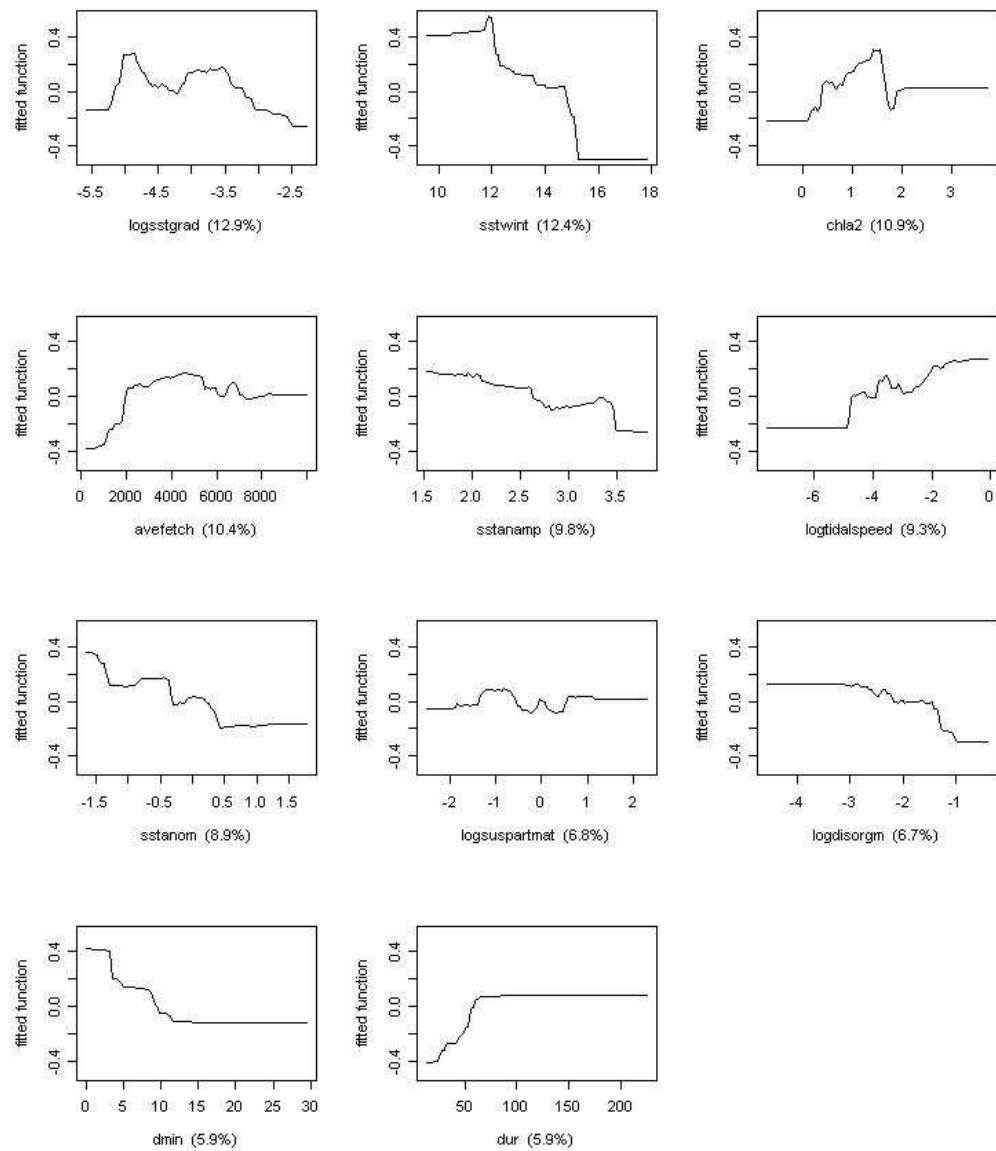 fitted function
0.4
0.0
-0.4
-5.5 -4.5 -3.5 -2.5
logsstgrad (12.9%)
fitted function
0.4
0.0
-0.4
10 12 14 16 18
sstwint (12.4%)
fitted function
0.4
0.0
-0.4
0 1 2 3
chla2 (10.9%)
fitted function
0.4
0.0
-0.4
0 2000 4000 6000 8000
avefetch (10.4%)
fitted function
0.4
0.0
-0.4
1.5 2.0 2.5 3.0 3.5
sstanamp (9.8%)
fitted function
0.4
0.0
-0.4
-6 -4 -2 0
logtidalspeed (9.3%)
fitted function
0.4
0.0
-0.4
-1.5 -0.5 0.5 1.0 1.5
sstanom (8.9%)
fitted function
0.4
0.0
-0.4
-2 -1 0 1 2
logsuspartmat (6.8%)
fitted function
0.4
0.0
-0.4
-4 -3 -2 -1
logdisorgm (6.7%)
fitted function
0.4
0.0
-0.4
0 5 10 15 20 25 30
dmin (5.9%)
fitted function
0.4
0.0
-0.4
50 100 150 200
dur (5.9%)